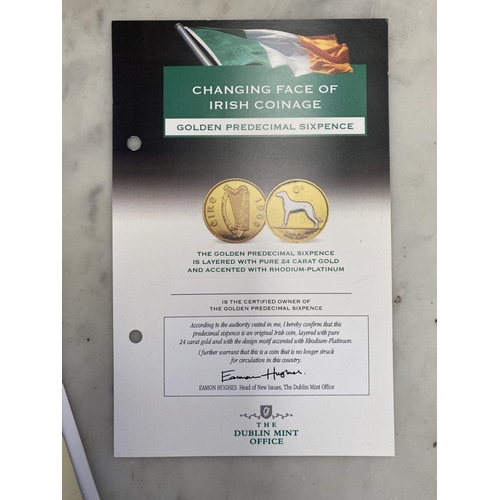 CHANGING FACE OF
IRISH COINAGE
GOLDEN PREDECIMAL SIXPENCE
éIRe
1968
6d
THE GOLDEN PREDECIMAL SIXPENCE
IS LAYERED WITH PURE 24 CARAT GOLD
AND ACCENTED WITH RHODIUM-PLATINUM
IS THE CERTIFIED OWNER OF
THE GOLDEN PREDECIMAL SIXPENCE
According to the authority vested in me, I hereby confirm that this
predecimal sixpence is an original Irish coin, layered with pure
24 carat gold and with the design motif accented with Rhodium-Platinum.
I further warrant that this is a coin that is no longer struck
for circulation in this country.
Eamon Hughes.
EAMON HUGHES. Head of New Issues, The Dublin Mint Office
THE
DUBLIN MINT
OFFICE